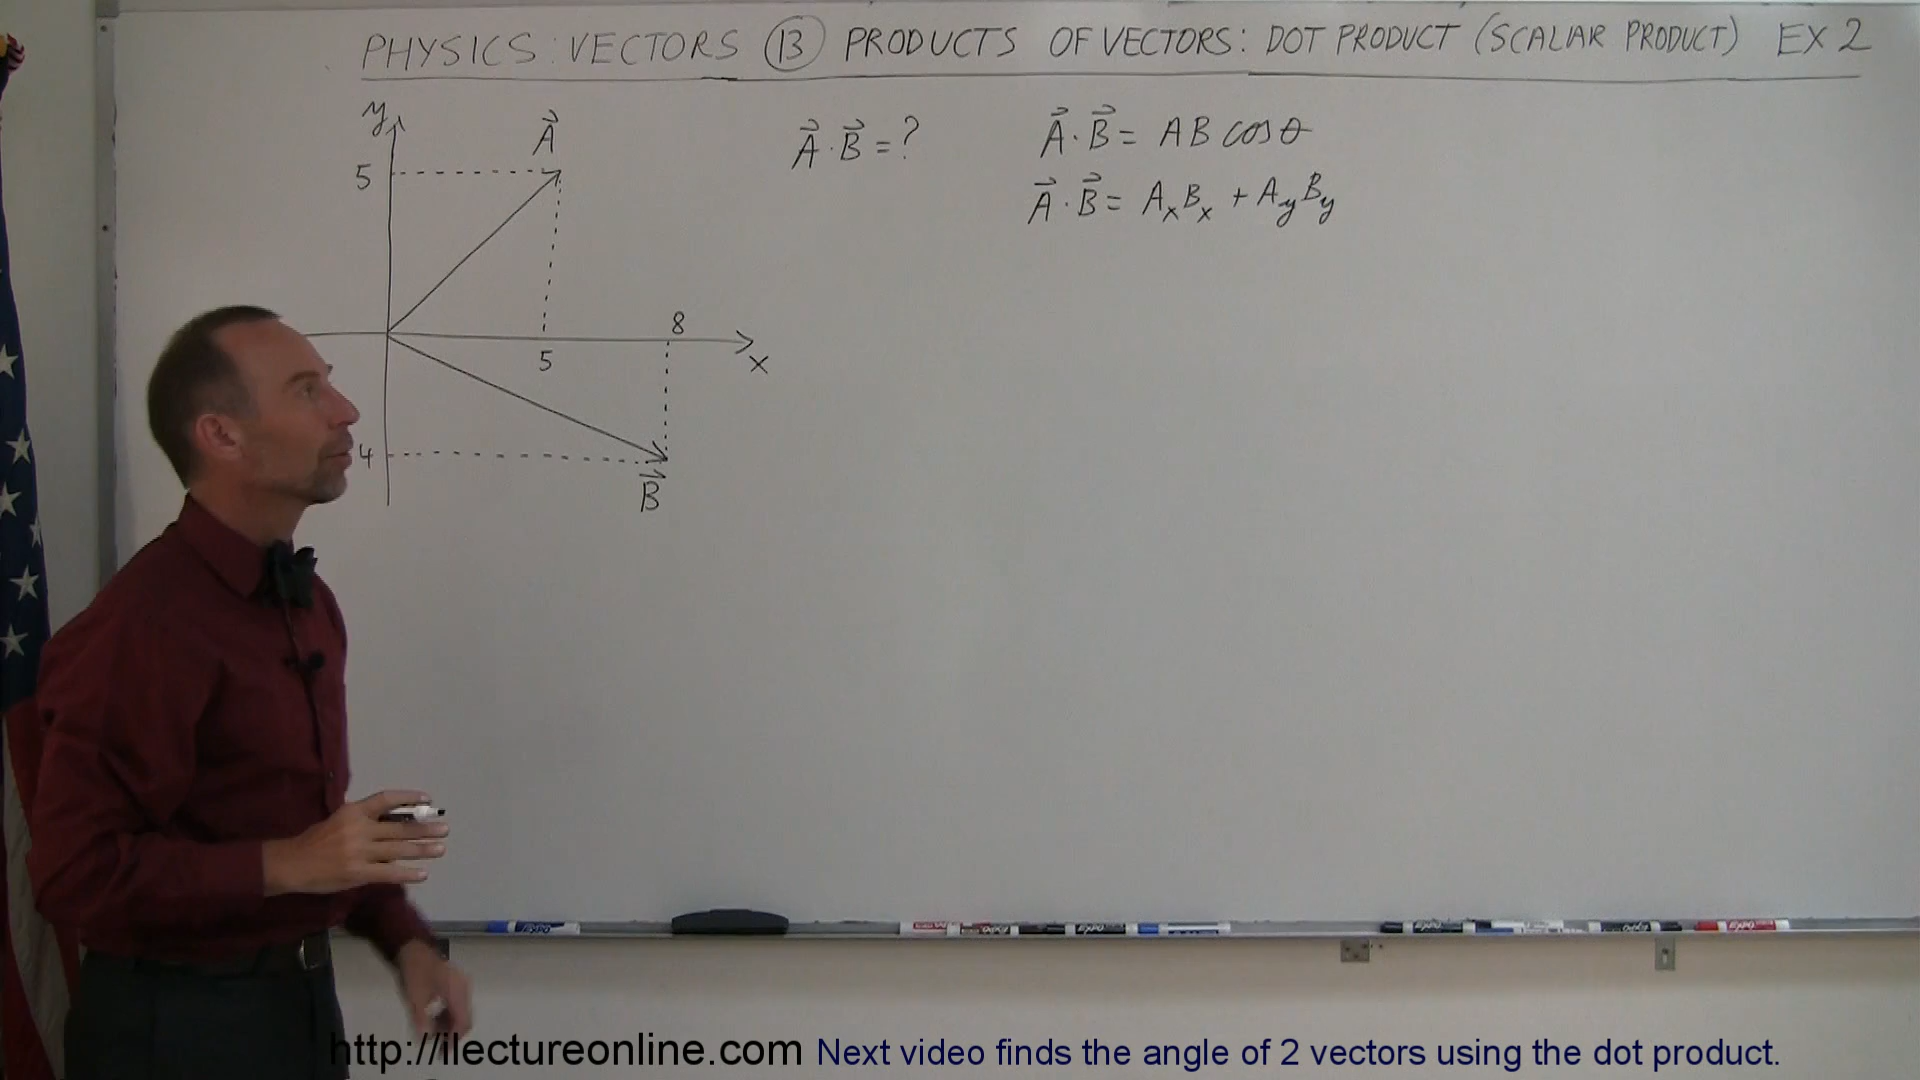 PHYSICS: VECTORS 13 PRODUCTS OF VECTORS: DOT PRODUCT (SCALAR PRODUCT) EX 2
y
A⃗
A⃗ · B⃗ = ?
A⃗ · B⃗ = AB cos θ
5
A⃗ · B⃗ = AₓBₓ + A_yB_y
8
5
x
4
B⃗
http://ilectureonline.com Next video finds the angle of 2 vectors using the dot product.